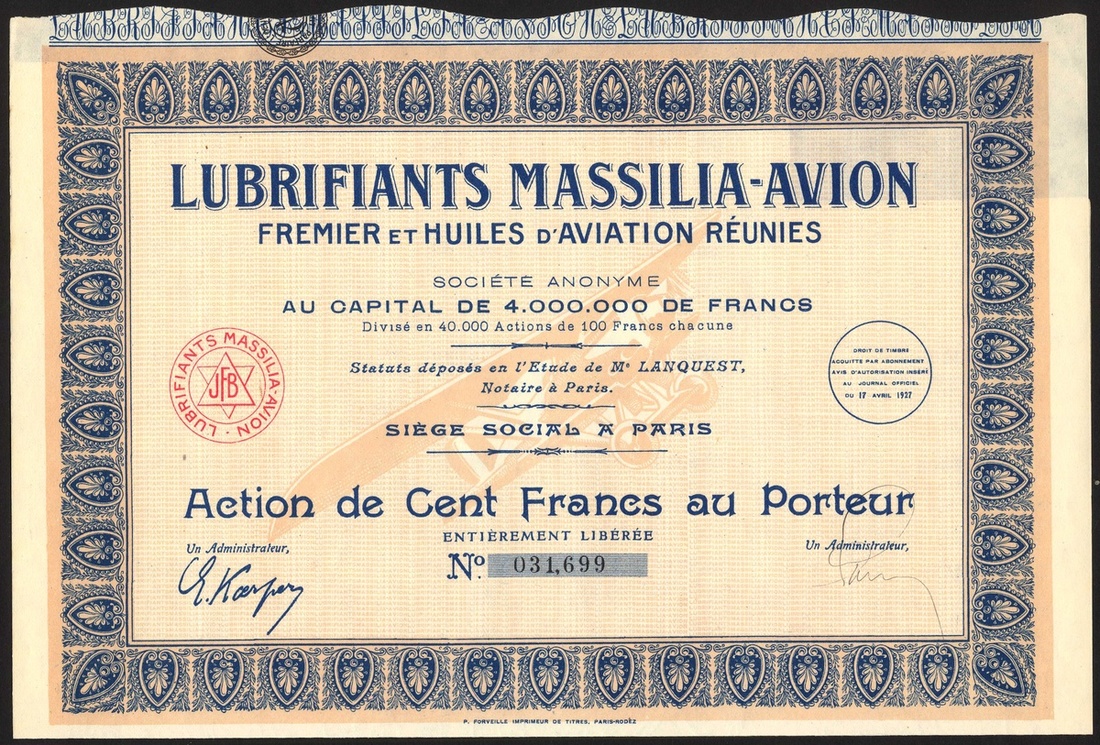 LUBRIFIANTS MASSILIA-AVION
FREMIER ET HUILES D'AVIATION RÉUNIES
SOCIÉTÉ ANONYME
AU CAPITAL DE 4.000.000 DE FRANCS
Divisé en 40.000 Actions de 100 Francs chacune
Statuts déposés en l'Etude de Me LANQUEST,
Notaire à Paris.
SIÈGE SOCIAL A PARIS
LUBRIFIANTS MASSILIA-AVION
JFB
DROIT DE TIMBRE
ACQUITTÉ PAR ABONNEMENT
AVIS D'AUTORISATION INSÉRÉ
AU JOURNAL OFFICIEL
DU 17 AVRIL 1927
Action de Cent Francs au Porteur
ENTIÈREMENT LIBÉRÉE
No. 031,699
Un Administrateur,
Un Administrateur,
P. FORVEILLE IMPRIMEUR DE TITRES, PARIS-RODEZ